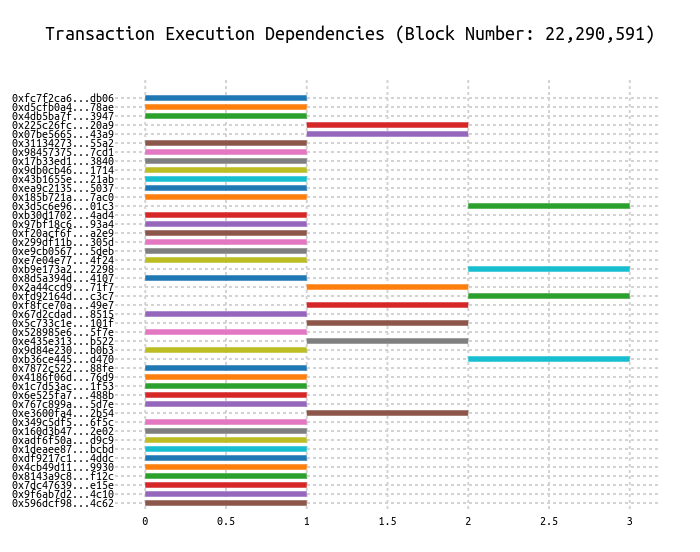 Transaction Execution Dependencies (Block Number: 22,290,591)
0xfc7f2ca6...db06
0xd5cfb0a4...78ae
0x4db5ba7f...3947
0x225c26fc...20a9
0x07be5665...43a9
0x31134273...55a2
0x98457375...7cd1
0x17b33ed1...3840
0x9db0cb46...1714
0x43b1655e...21ab
0xea9c2135...5037
0x185b721a...7ac0
0x3d5c6e96...01c3
0xb30d1702...4ad4
0x97bf18c6...93a4
0xf20acf6f...a2e9
0x299df11b...305d
0xe9cb0567...5deb
0xe7e04e77...4f24
0xb9e173a2...2298
0x8d5a394d...4107
0x2a44ccd9...71f7
0xfd92164d...c3c7
0xf8fce70a...49e7
0x67d2cdad...8515
0x5c733c1e...101f
0x528985e6...5f7e
0xe435e313...b522
0x9d84e230...b0b3
0xb36ce445...d470
0x7872c522...88fe
0x4186f06d...76d9
0x1c7d53ac...1f53
0x6e525fa7...488b
0x767c899a...5d7e
0xe3600fa4...2b54
0x349c5df5...6f5c
0x160d3b47...2e02
0xadf6f50a...d9c9
0x1deaee87...bcbd
0xdf9217c1...4ddc
0x4cb49d11...9930
0x8143a9c8...f12c
0x7dc47639...e15e
0x9f6ab7d2...4c10
0x596dcf98...4c62
0 0.5 1 1.5 2 2.5 3